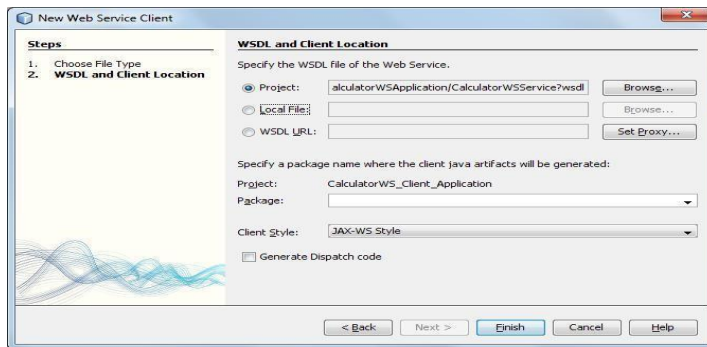 New Web Service Client
Steps
1. Choose File Type
2. WSDL and Client Location
WSDL and Client Location
Specify the WSDL file of the Web Service.
Project: alculatorWSApplication/CalculatorWSService?wsdl Browse...
Local File: Browse...
WSDL URL: Set Proxy...
Specify a package name where the client java artifacts will be generated:
Project: CalculatorWS_Client_Application
Package:
Client Style: JAX-WS Style
Generate Dispatch code
< Back Next > Finish Cancel Help